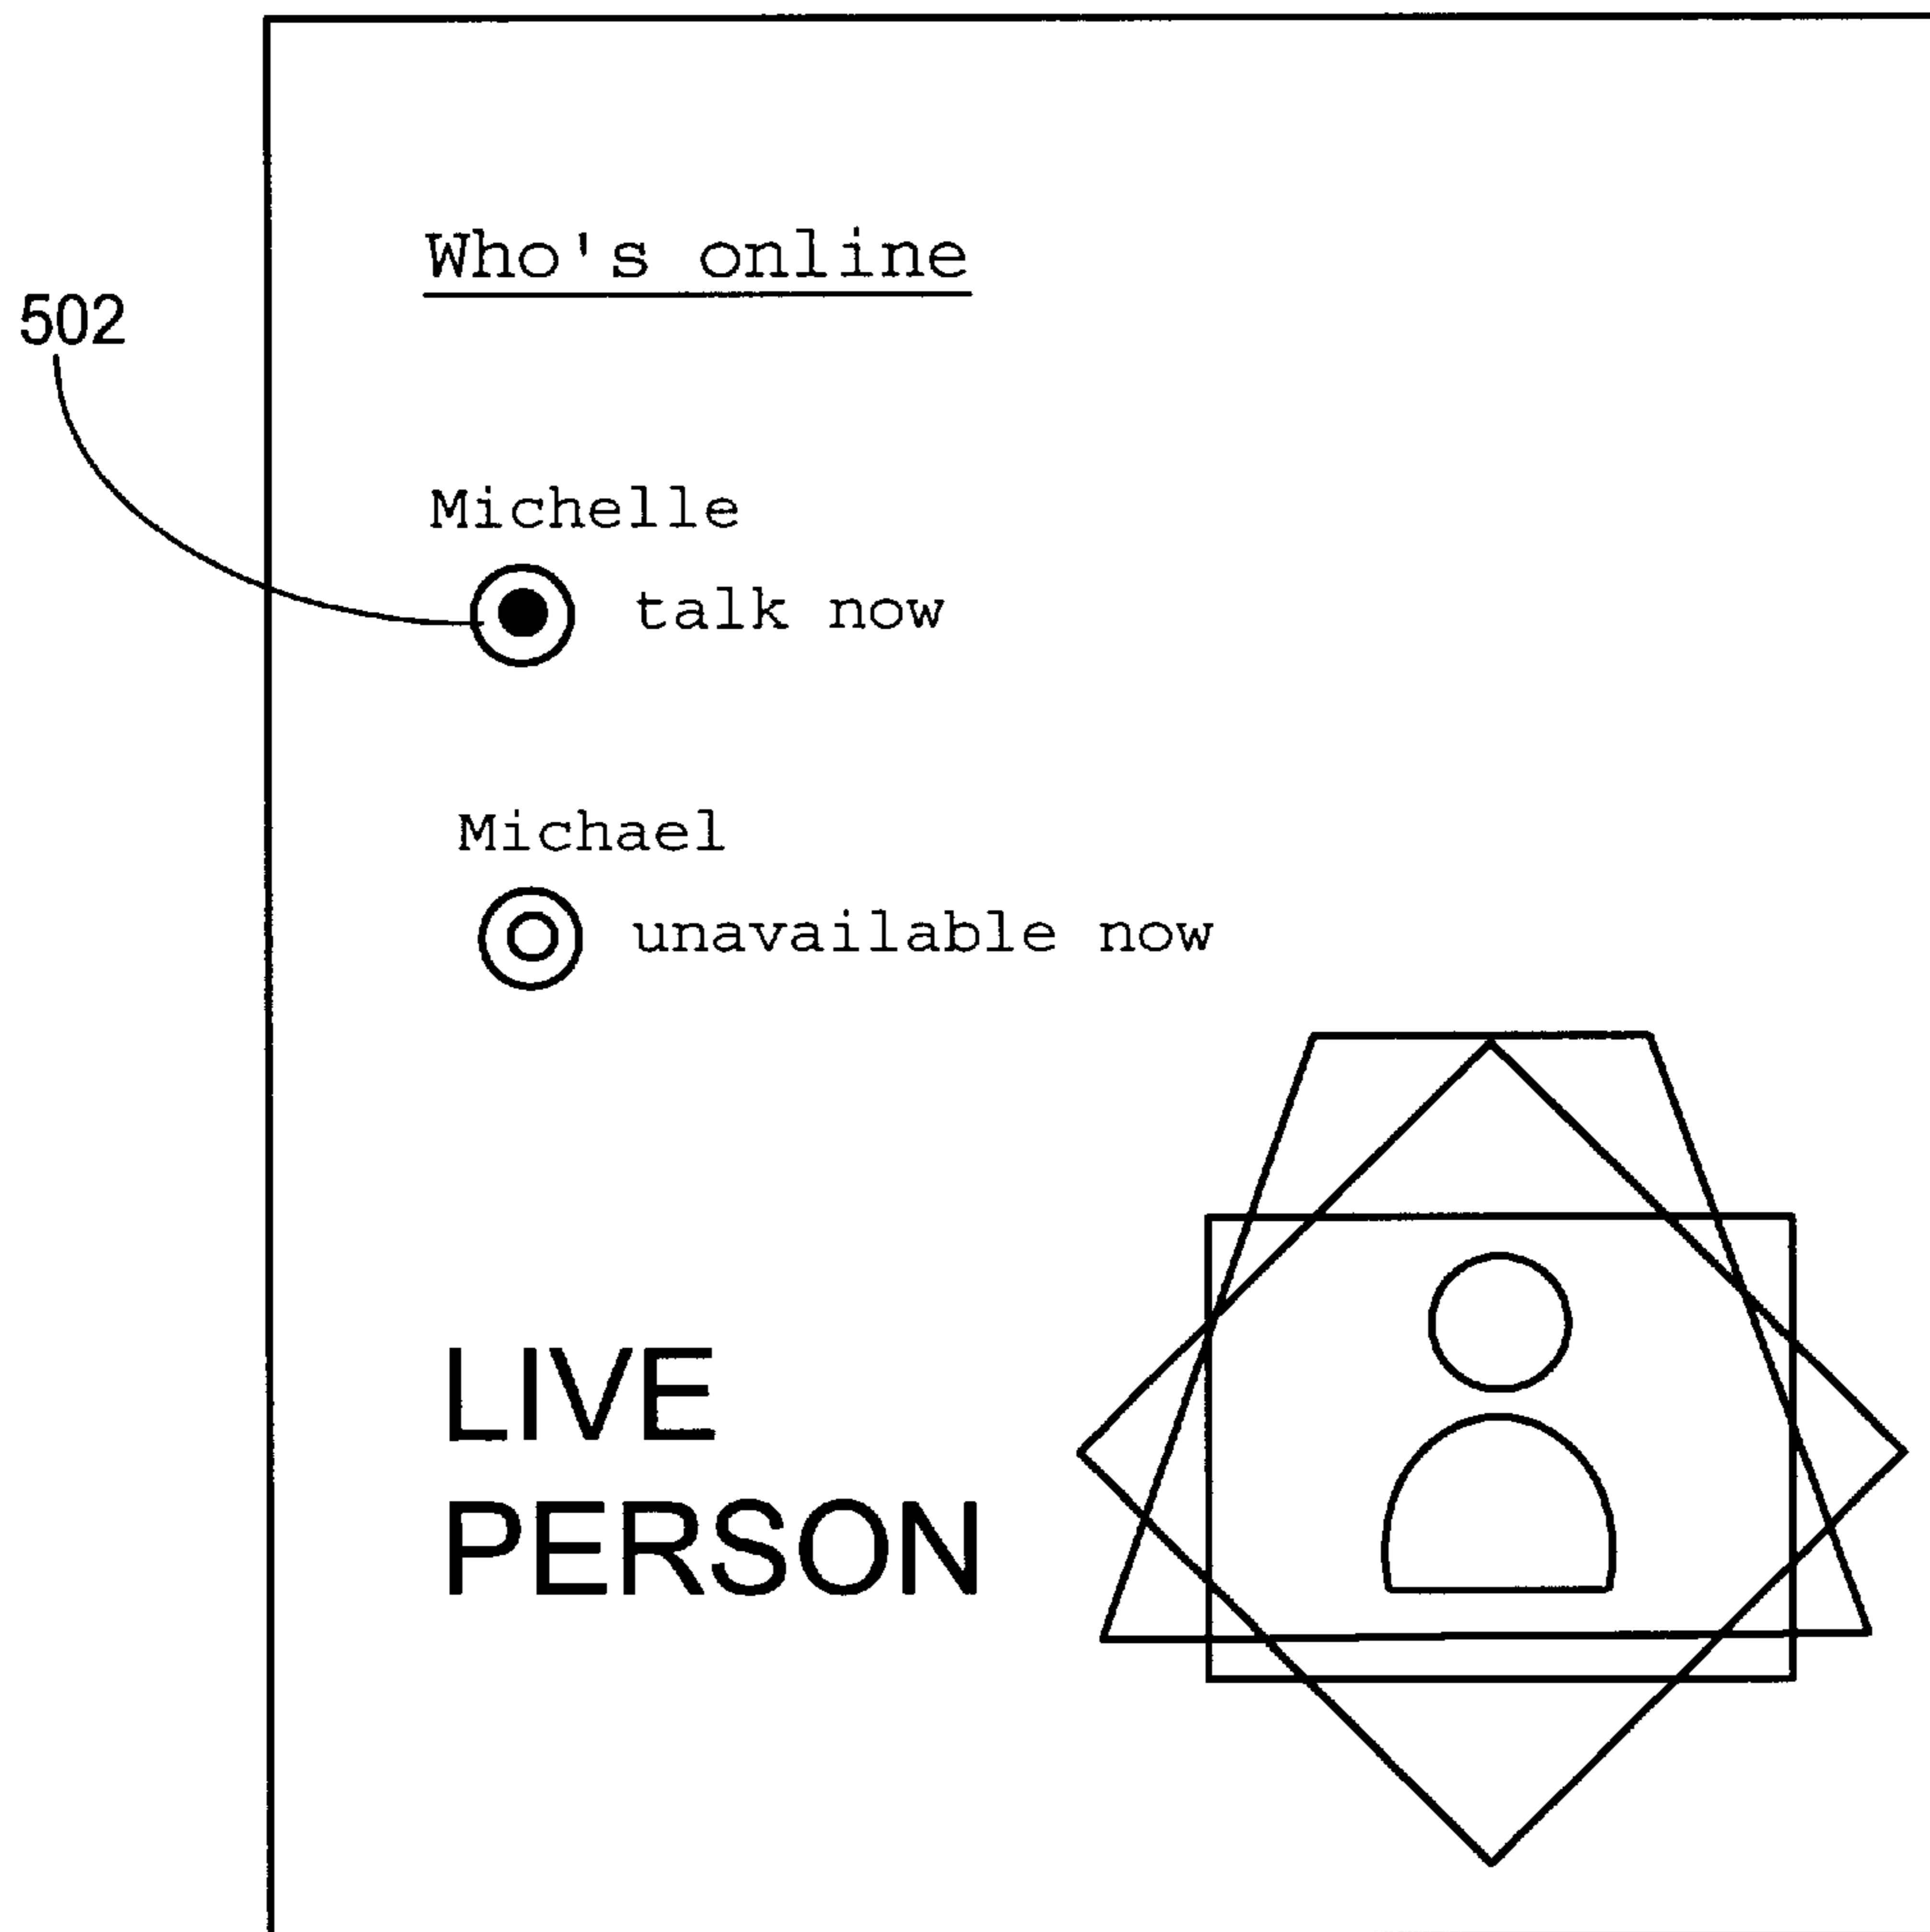 Who's online
502
Michelle
talk now
Michael
unavailable now
LIVE
PERSON